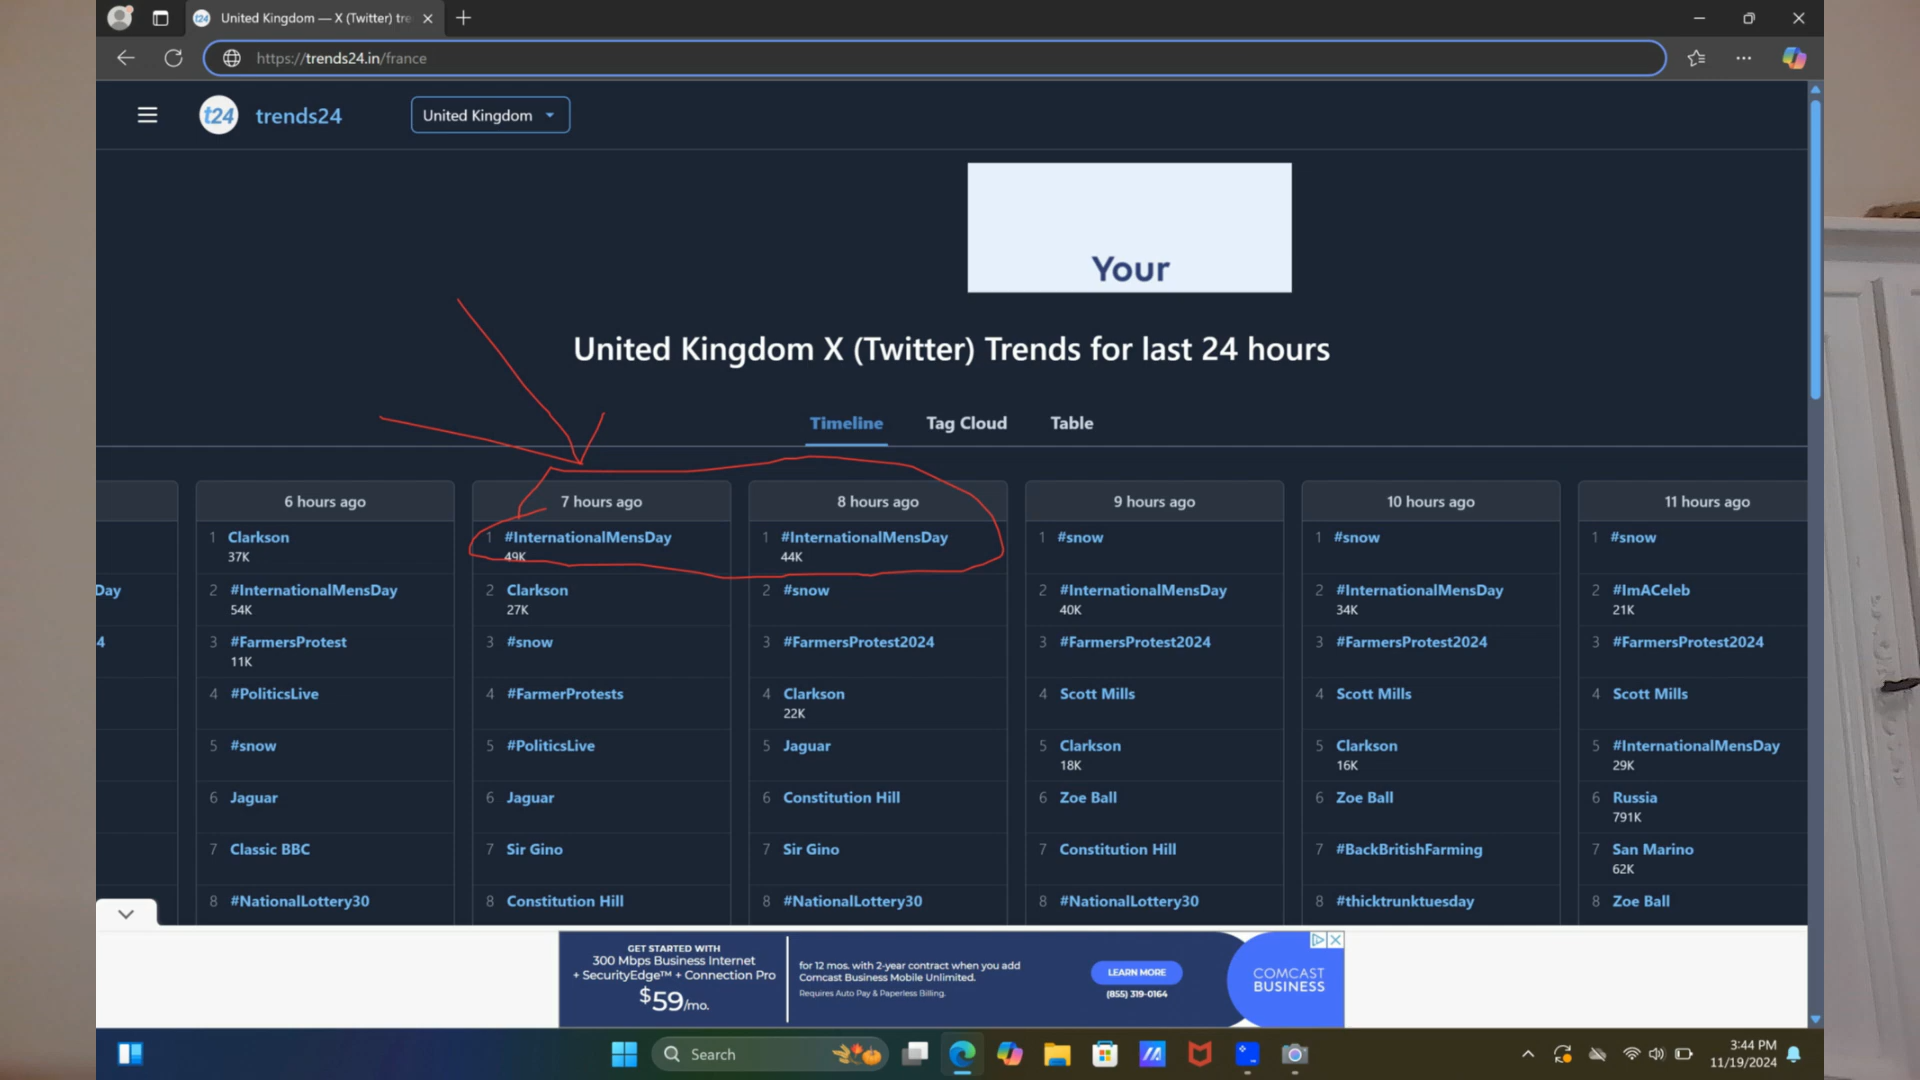 United Kingdom — X (Twitter) tre
https://trends24.in/france
t24
trends24
United Kingdom
Your
United Kingdom X (Twitter) Trends for last 24 hours
Timeline
Tag Cloud
Table
Day
4
6 hours ago
1 Clarkson
37K
2 #InternationalMensDay
54K
3 #FarmersProtest
11K
4 #PoliticsLive
5 #snow
6 Jaguar
7 Classic BBC
8 #NationalLottery30
7 hours ago
1 #InternationalMensDay
49K
2 Clarkson
27K
3 #snow
4 #FarmerProtests
5 #PoliticsLive
6 Jaguar
7 Sir Gino
8 Constitution Hill
8 hours ago
1 #InternationalMensDay
44K
2 #snow
3 #FarmersProtest2024
4 Clarkson
22K
5 Jaguar
6 Constitution Hill
7 Sir Gino
8 #NationalLottery30
9 hours ago
1 #snow
2 #InternationalMensDay
40K
3 #FarmersProtest2024
4 Scott Mills
5 Clarkson
18K
6 Zoe Ball
7 Constitution Hill
8 #NationalLottery30
10 hours ago
1 #snow
2 #InternationalMensDay
34K
3 #FarmersProtest2024
4 Scott Mills
5 Clarkson
16K
6 Zoe Ball
7 #BackBritishFarming
8 #thicktrunktuesday
11 hours ago
1 #snow
2 #ImACeleb
21K
3 #FarmersProtest2024
4 Scott Mills
5 #InternationalMensDay
29K
6 Russia
791K
7 San Marino
62K
8 Zoe Ball
GET STARTED WITH
300 Mbps Business Internet
+ SecurityEdge™ + Connection Pro
$59/mo.
for 12 mos. with 2-year contract when you add
Comcast Business Mobile Unlimited.
Requires Auto Pay & Paperless Billing.
LEARN MORE
(855) 319-0164
COMCAST
BUSINESS
Search
3:44 PM
11/19/2024